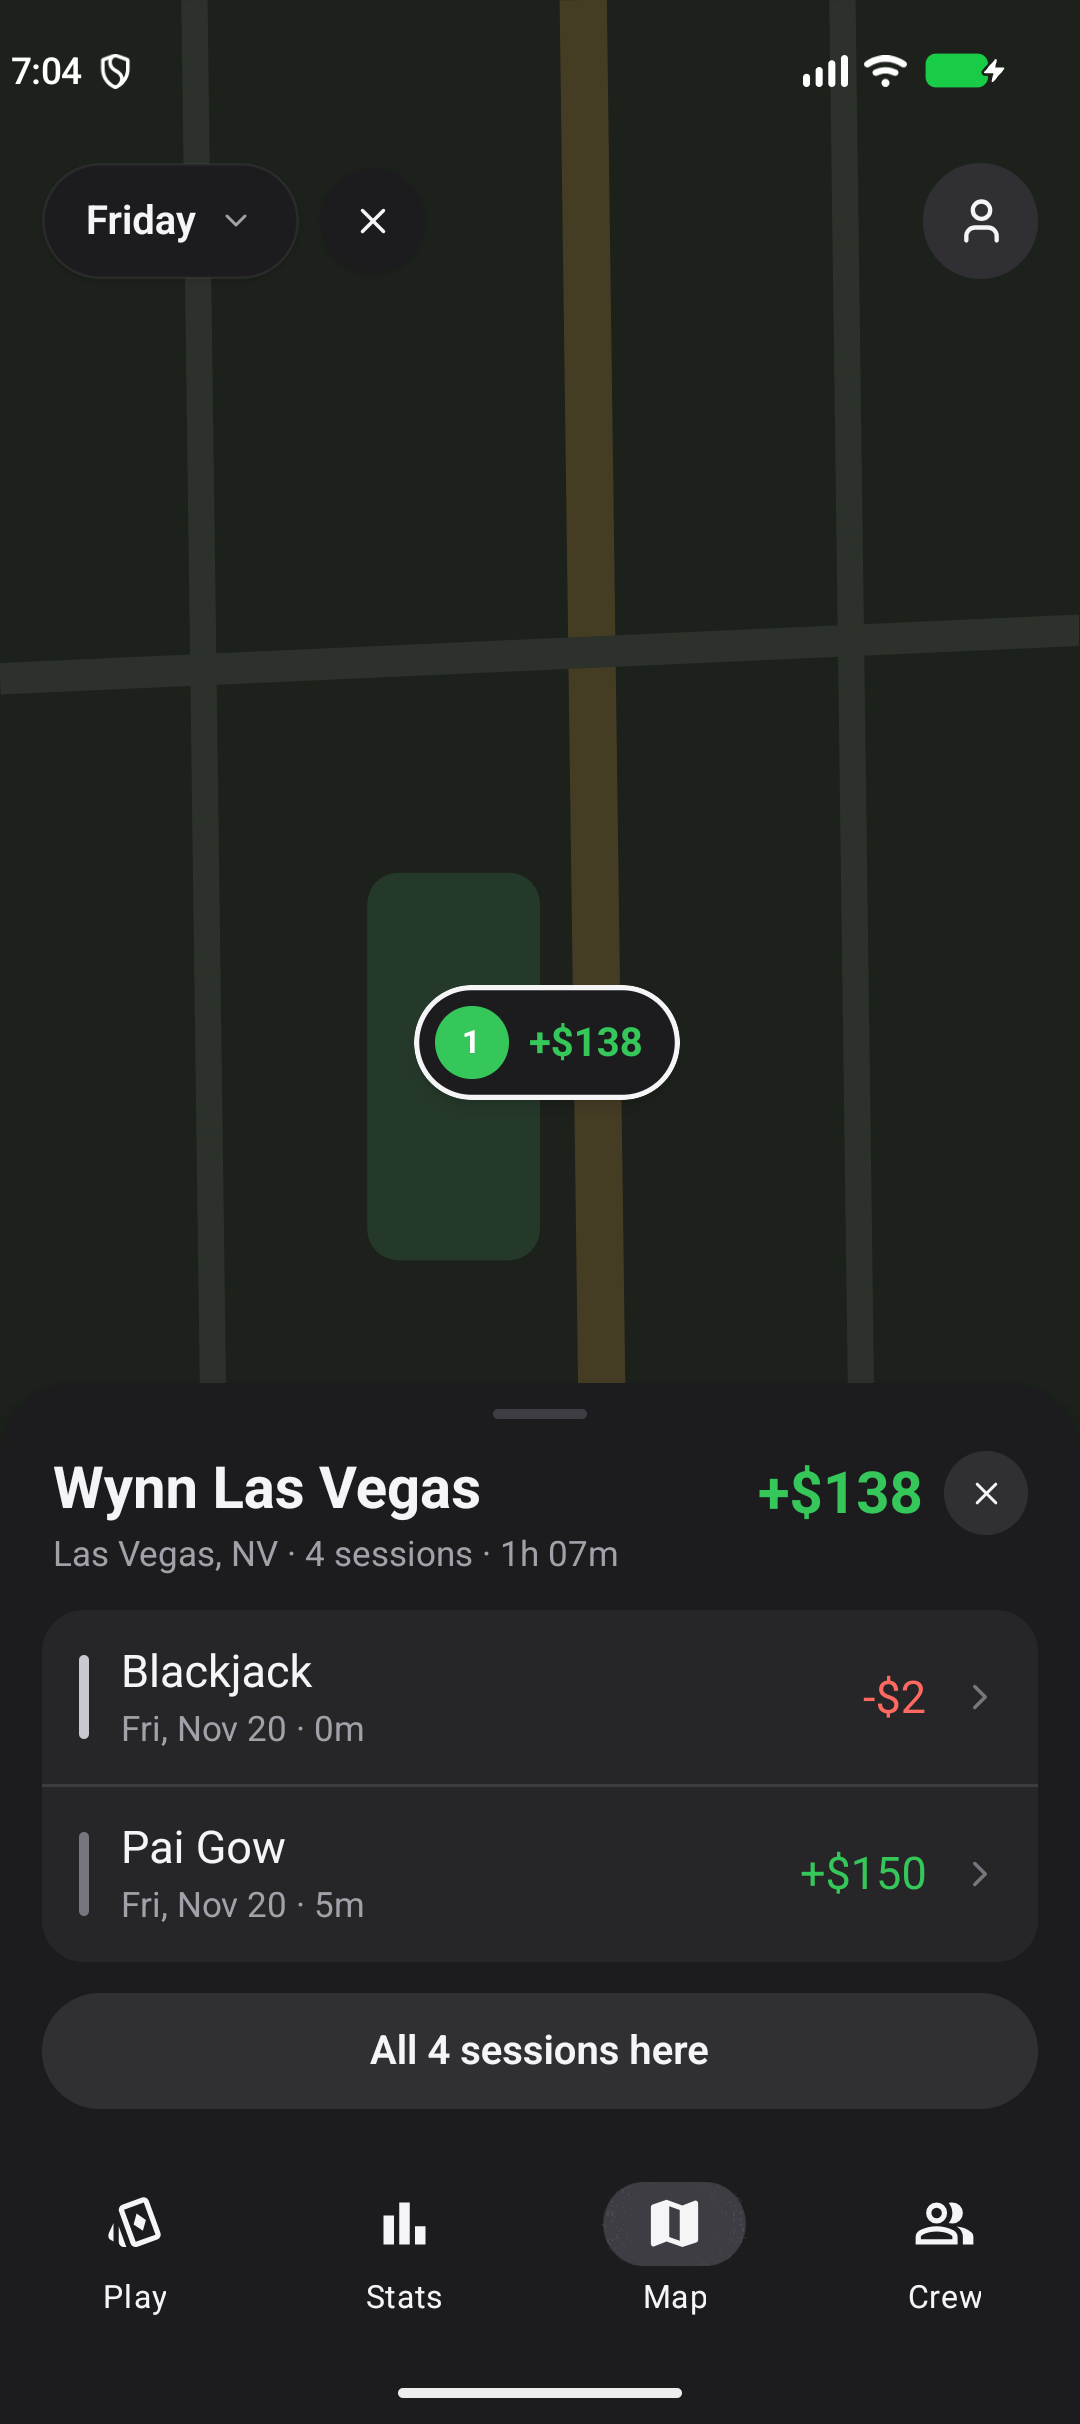 7:04
Friday
1 +$138
Wynn Las Vegas
+$138
Las Vegas, NV · 4 sessions · 1h 07m
Blackjack
-$2
Fri, Nov 20 · 0m
Pai Gow
+$150
Fri, Nov 20 · 5m
All 4 sessions here
Play
Stats
Map
Crew